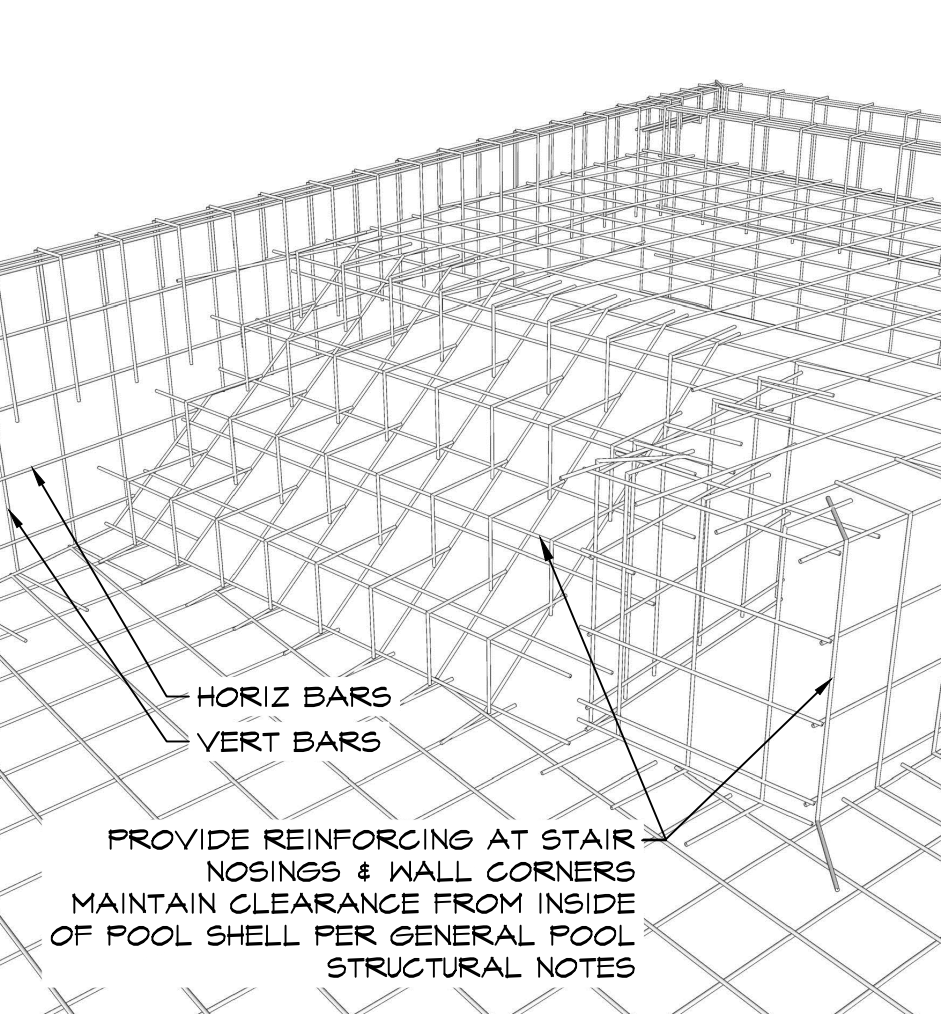 HORIZ BARS
VERT BARS
PROVIDE REINFORCING AT STAIR
NOSINGS & WALL CORNERS
MAINTAIN CLEARANCE FROM INSIDE
OF POOL SHELL PER GENERAL POOL
STRUCTURAL NOTES